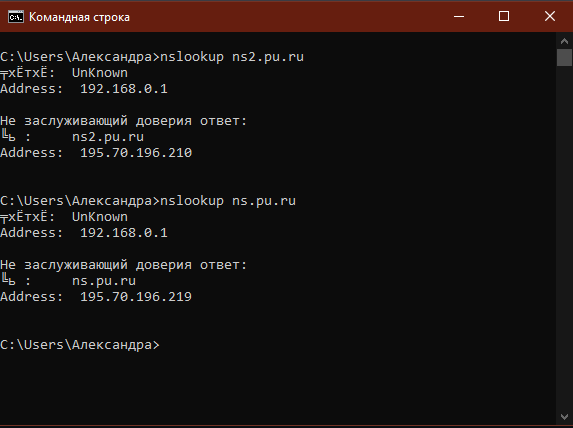 Командная строка
C:\Users\Александра>nslookup ns2.pu.ru
╤хЁтхЁ:  UnKnown
Address:  192.168.0.1
Не заслуживающий доверия ответ:
╚ь :     ns2.pu.ru
Address:  195.70.196.210
C:\Users\Александра>nslookup ns.pu.ru
╤хЁтхЁ:  UnKnown
Address:  192.168.0.1
Не заслуживающий доверия ответ:
╚ь :     ns.pu.ru
Address:  195.70.196.219
C:\Users\Александра>